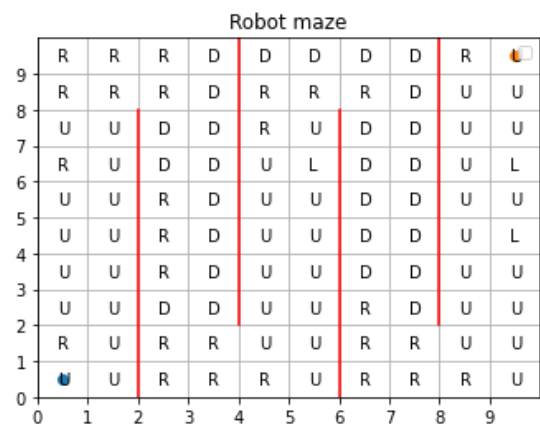 Robot maze
R R R D D D D D R
9
R R R D R R R D U U
8
U U D D R U D D U U
7
R U D D U L D D U L
6
U U R D U U D D U U
5
U U R D U U D D U L
4
U U R D U U D D U U
3
U U D D U U R D U U
2
R U R R U U R R U U
1
U U R R R U R R R U
0
0 1 2 3 4 5 6 7 8 9